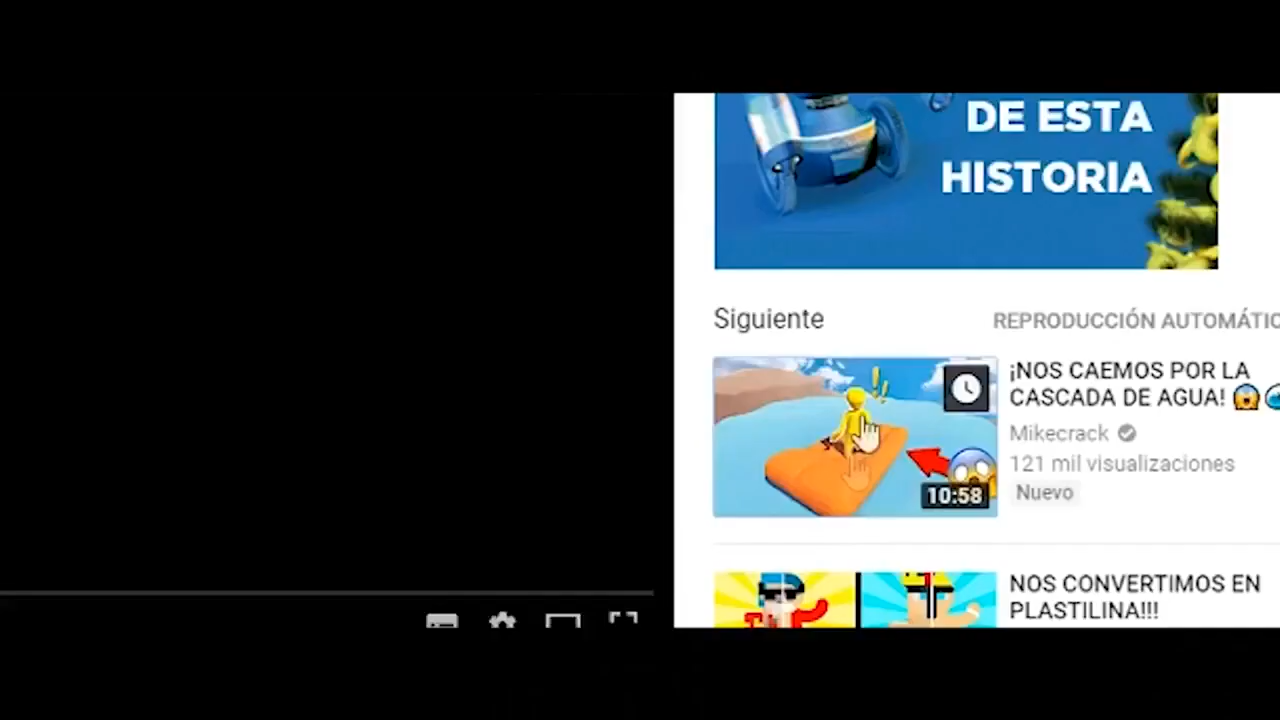 DE ESTA
HISTORIA
Siguiente
REPRODUCCIÓN AUTOMÁTIC
¡NOS CAEMOS POR LA
CASCADA DE AGUA! 😱🌊
Mikecrack
121 mil visualizaciones
Nuevo
10:58
NOS CONVERTIMOS EN
PLASTILINA!!!